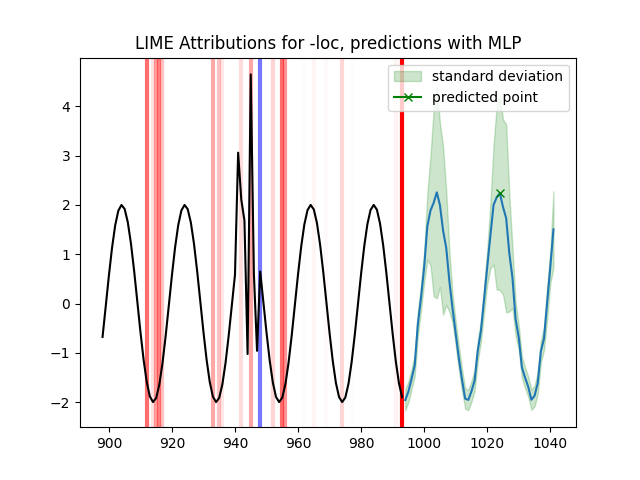 LIME Attributions for -loc, predictions with MLP
standard deviation
predicted point
4
3
2
1
0
−1
−2
900 920 940 960 980 1000 1020 1040